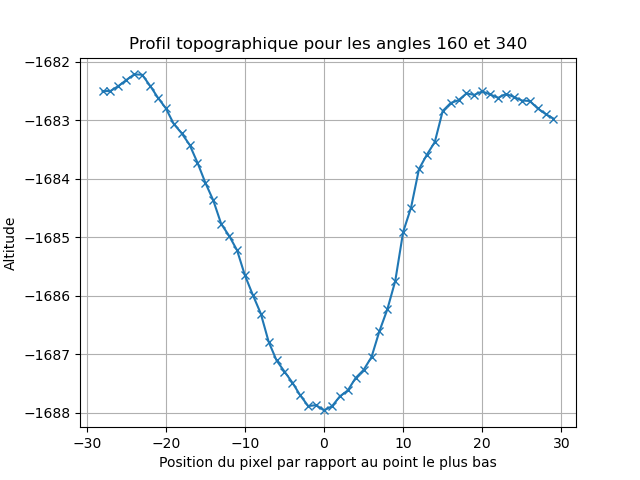 Profil topographique pour les angles 160 et 340
Altitude
−1682
−1683
−1684
−1685
−1686
−1687
−1688
−30 −20 −10 0 10 20 30
Position du pixel par rapport au point le plus bas